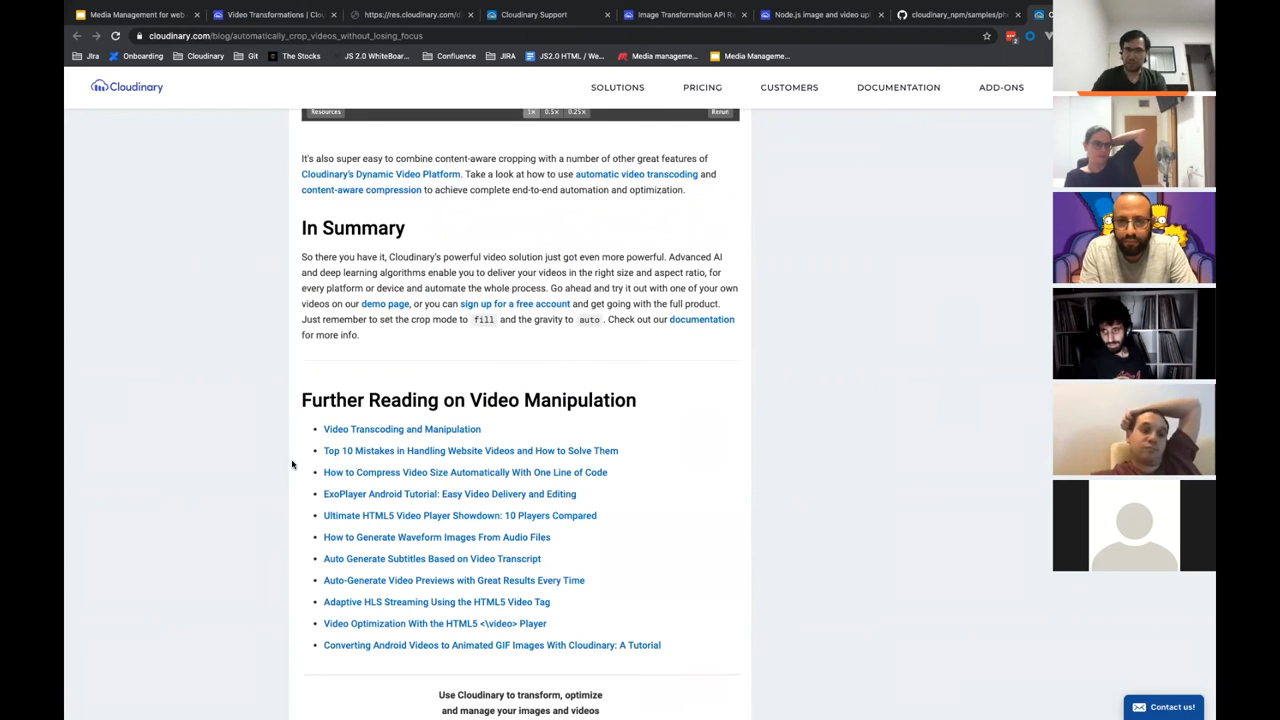 Media Management for web
Video Transformations | Clou
https://res.cloudinary.com/d
Cloudinary Support
Image Transformation API Re
Node.js image and video upl
cloudinary_npm/samples/ph
cloudinary.com/blog/automatically_crop_videos_without_losing_focus
Jira
Onboarding
Cloudinary
Git
The Stocks
JS 2.0 WhiteBoar...
Confluence
JIRA
JS2.0 HTML / We...
Media manageme...
Media Manageme...
Cloudinary
SOLUTIONS
PRICING
CUSTOMERS
DOCUMENTATION
ADD-ONS
Resources
1x
0.5x
0.25x
Rerun
It's also super easy to combine content-aware cropping with a number of other great features of
Cloudinary's Dynamic Video Platform. Take a look at how to use automatic video transcoding and
content-aware compression to achieve complete end-to-end automation and optimization.
In Summary
So there you have it, Cloudinary's powerful video solution just got even more powerful. Advanced AI
and deep learning algorithms enable you to deliver your videos in the right size and aspect ratio, for
every platform or device and automate the whole process. Go ahead and try it out with one of your own
videos on our demo page, or you can sign up for a free account and get going with the full product.
Just remember to set the crop mode to fill and the gravity to auto. Check out our documentation
for more info.
Further Reading on Video Manipulation
• Video Transcoding and Manipulation
• Top 10 Mistakes in Handling Website Videos and How to Solve Them
• How to Compress Video Size Automatically With One Line of Code
• ExoPlayer Android Tutorial: Easy Video Delivery and Editing
• Ultimate HTML5 Video Player Showdown: 10 Players Compared
• How to Generate Waveform Images From Audio Files
• Auto Generate Subtitles Based on Video Transcript
• Auto-Generate Video Previews with Great Results Every Time
• Adaptive HLS Streaming Using the HTML5 Video Tag
• Video Optimization With the HTML5 <\video> Player
• Converting Android Videos to Animated GIF Images With Cloudinary: A Tutorial
Use Cloudinary to transform, optimize
and manage your images and videos
Contact us!